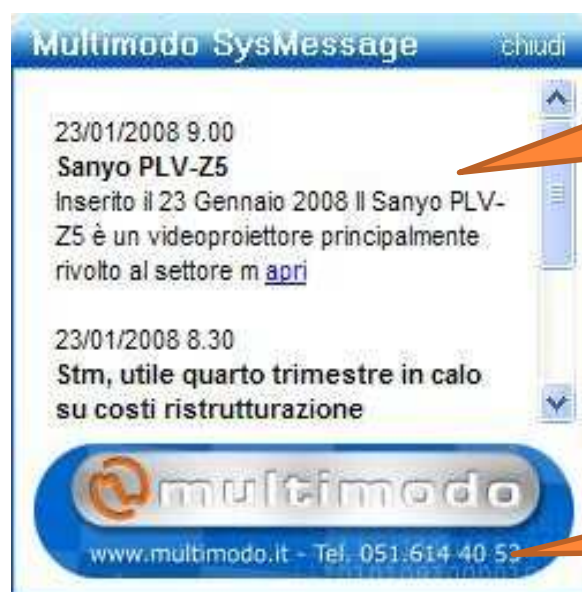 Multimodo SysMessage chiudi
23/01/2008 9.00
Sanyo PLV-Z5
Inserito il 23 Gennaio 2008 Il Sanyo PLV-
Z5 è un videoproiettore principalmente
rivolto al settore m apri
23/01/2008 8.30
Stm, utile quarto trimestre in calo
su costi ristrutturazione
multimodo
www.multimodo.it - Tel. 051.614 40 53